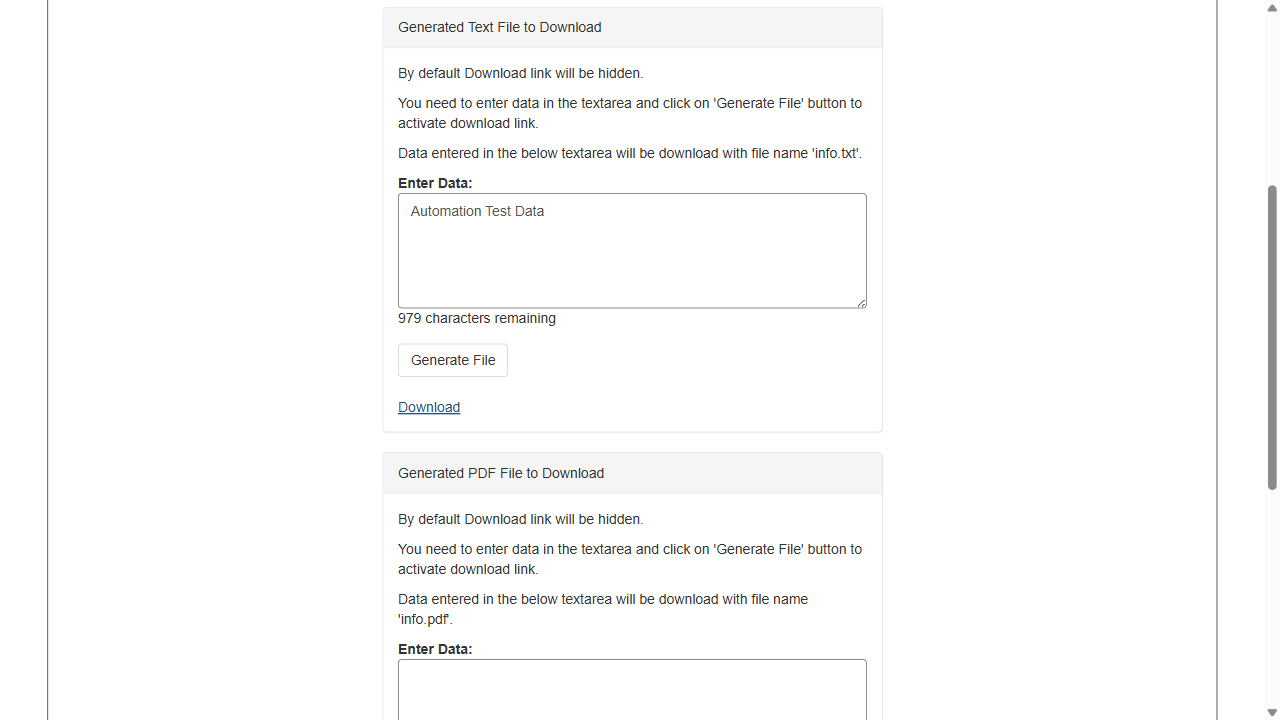 Generated Text File to Download
By default Download link will be hidden.
You need to enter data in the textarea and click on 'Generate File' button to
activate download link.
Data entered in the below textarea will be download with file name 'info.txt'.
Enter Data:
Automation Test Data
979 characters remaining
Generate File
Download
Generated PDF File to Download
By default Download link will be hidden.
You need to enter data in the textarea and click on 'Generate File' button to
activate download link.
Data entered in the below textarea will be download with file name
'info.pdf'.
Enter Data: